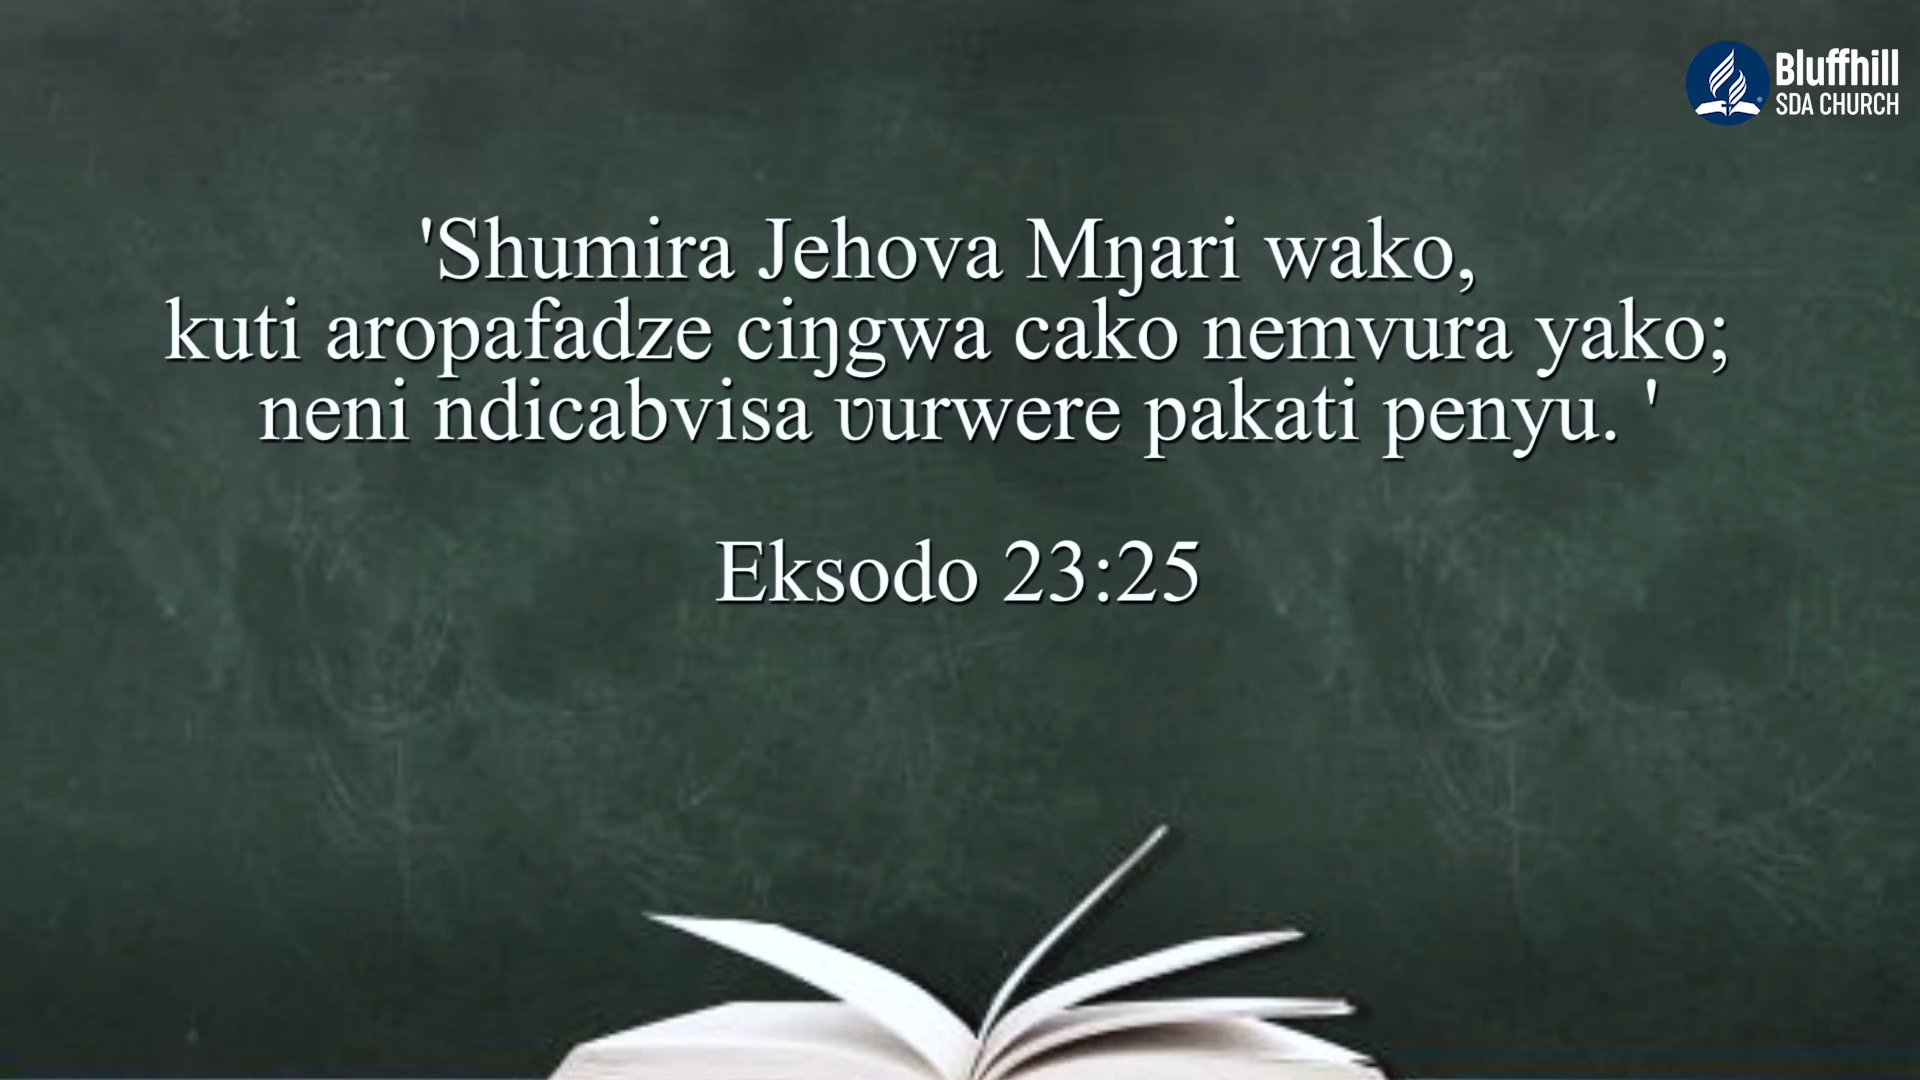 Bluffhill
SDA CHURCH
'Shumira Jehova Mŋari wako,
kuti aropafadze ciŋgwa cako nemvura yako;
neni ndicabvisa ʋurwere pakati penyu. '
Eksodo 23:25